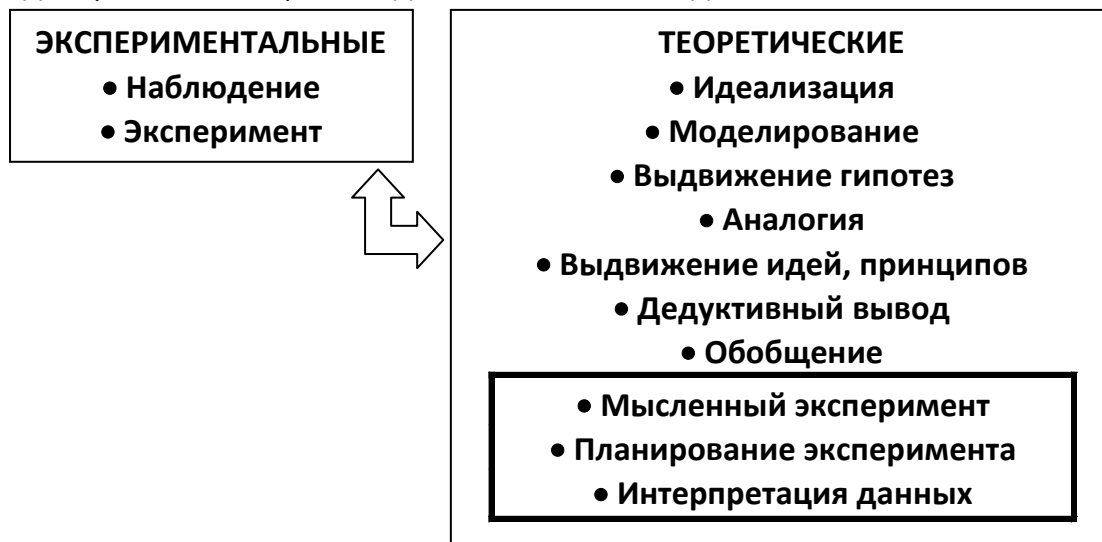 ЭКСПЕРИМЕНТАЛЬНЫЕ
• Наблюдение
• Эксперимент
ТЕОРЕТИЧЕСКИЕ
• Идеализация
• Моделирование
• Выдвижение гипотез
• Аналогия
• Выдвижение идей, принципов
• Дедуктивный вывод
• Обобщение
• Мысленный эксперимент
• Планирование эксперимента
• Интерпретация данных